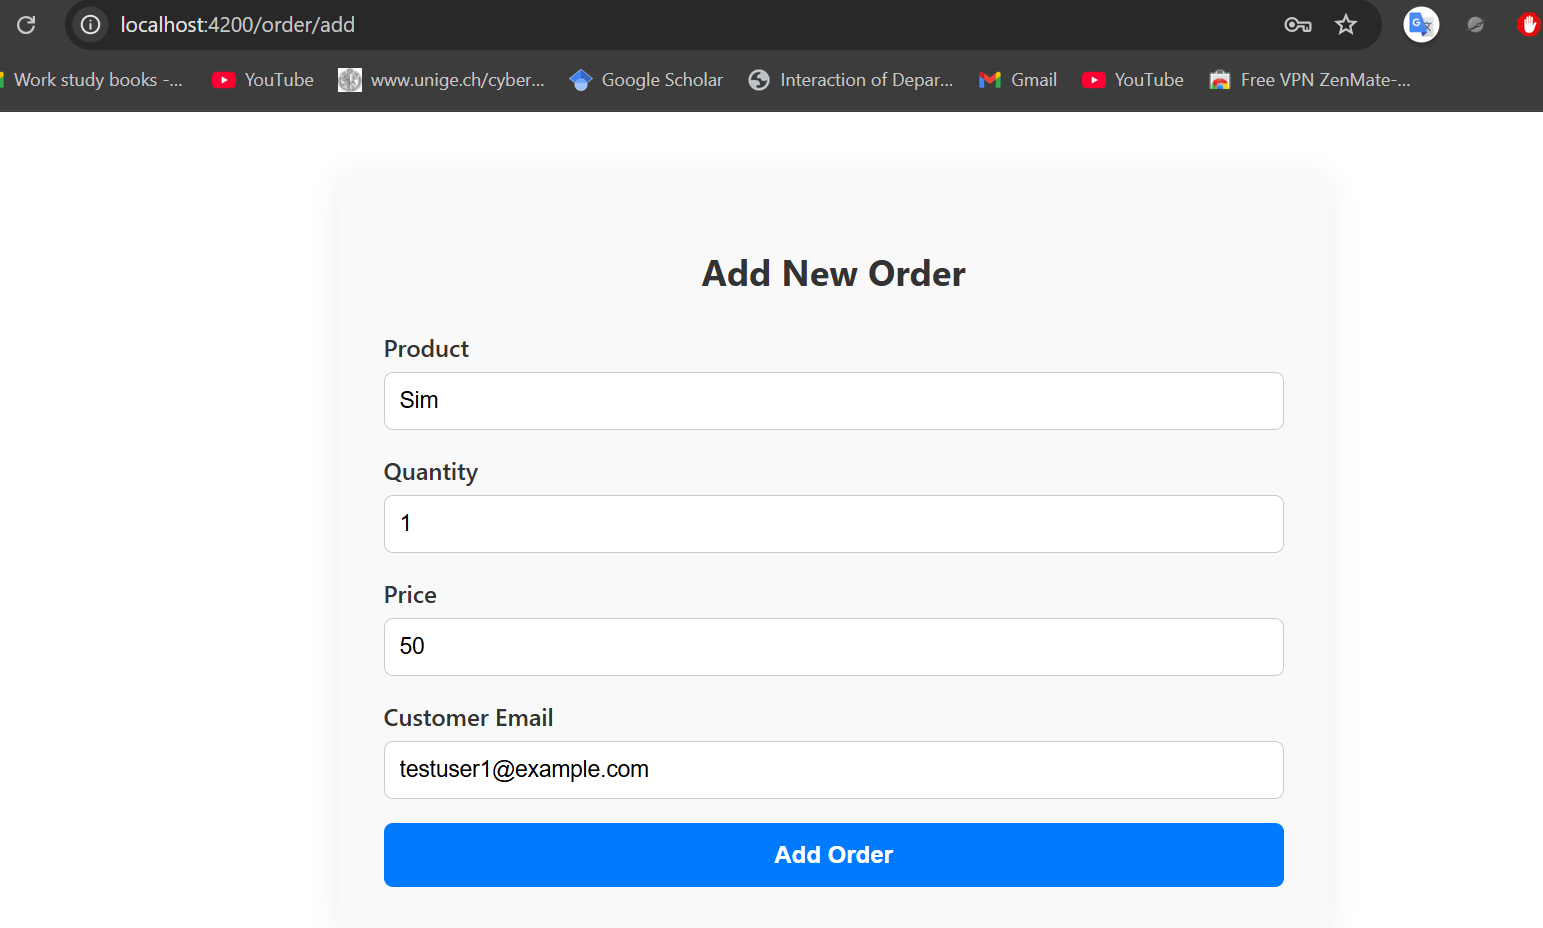 localhost:4200/order/add
Work study books -... YouTube www.unige.ch/cyber... Google Scholar Interaction of Depar... Gmail YouTube Free VPN ZenMate-...
Add New Order
Product
Sim
Quantity
1
Price
50
Customer Email
testuser1@example.com
Add Order